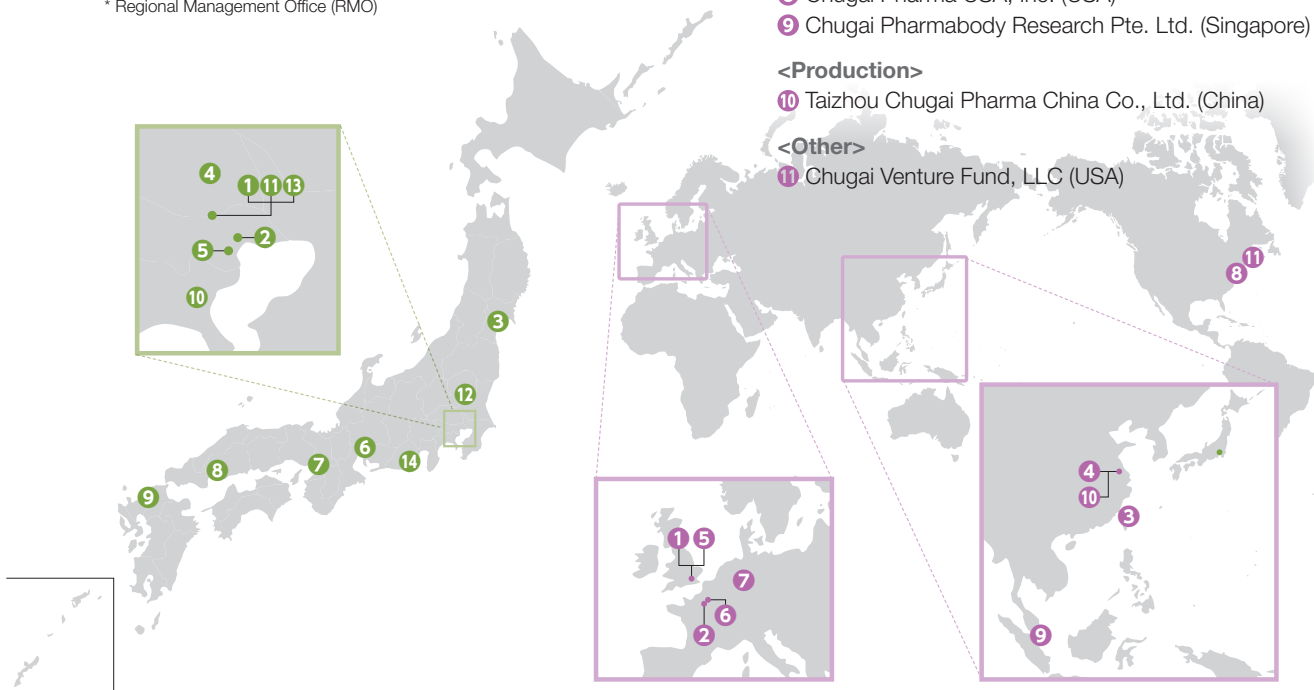 * Regional Management Office (RMO)
8 Chugai Pharma USA, Inc. (USA)
9 Chugai Pharmabody Research Pte. Ltd. (Singapore)
<Production>
10 Taizhou Chugai Pharma China Co., Ltd. (China)
<Other>
11 Chugai Venture Fund, LLC (USA)
4
1 11 13
2
5
10
3
12
6
7
14
8
9
11
8
4
10
3
9
1 5
7
6
2